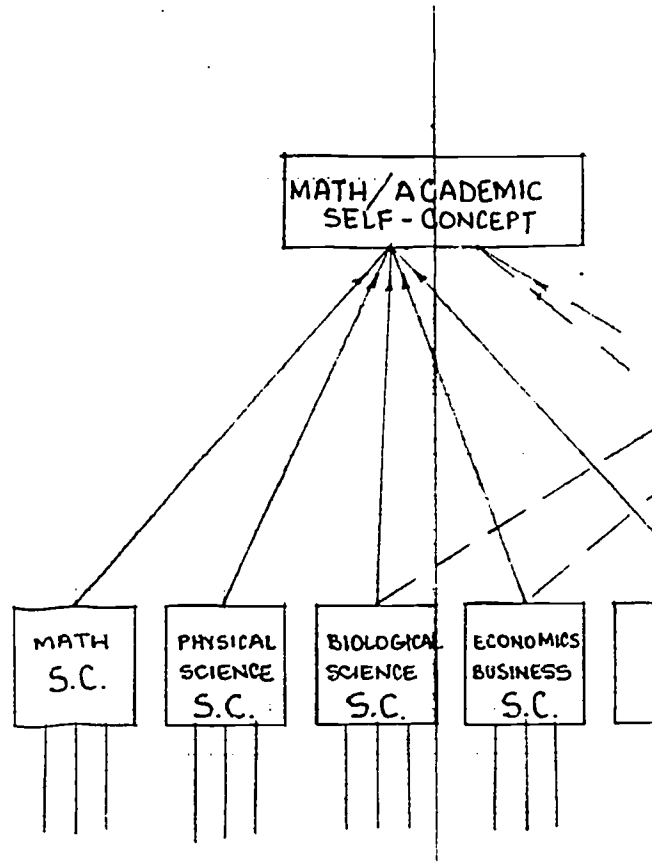 MATH/ACADEMIC
SELF-CONCEPT
MATH
S.C.
PHYSICAL
SCIENCE
S.C.
BIOLOGICAL
SCIENCE
S.C.
ECONOMICS
BUSINESS
S.C.